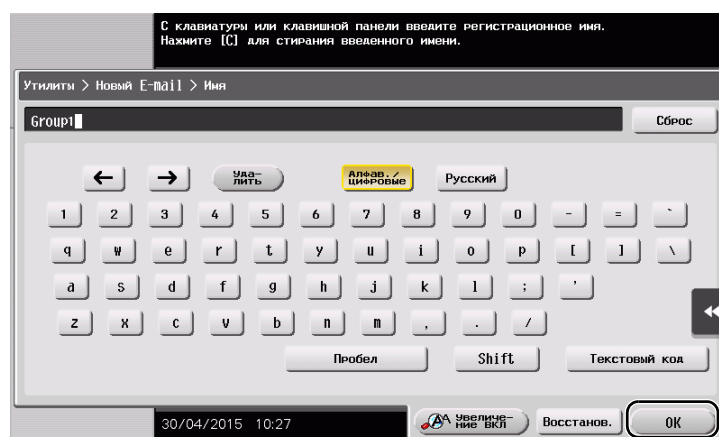 С клавиатуры или клавишной панели введите регистрационное имя.
Нажмите [C] для стирания введенного имени.
Утилиты > Новый E-mail > Имя
Group1
Сброс
← → Уда-
лить
Алфав./
цифровые
Русский
1 2 3 4 5 6 7 8 9 0 - = `
q w e r t y u i o p [ ] \
a s d f g h j k l ; '
z x c v b n m , . /
Пробел Shift Текстовый код
30/04/2015 10:27
Увеличе-
ние ВКЛ
Восстанов.
OK